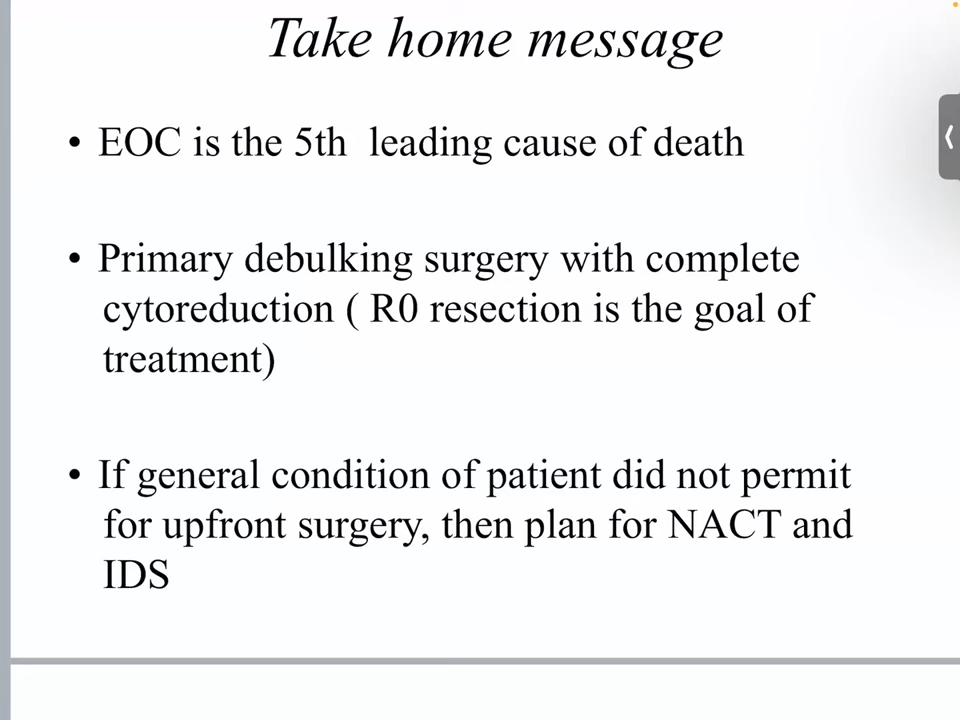 Take home message
• EOC is the 5th  leading cause of death
• Primary debulking surgery with complete
cytoreduction ( R0 resection is the goal of
treatment)
• If general condition of patient did not permit
for upfront surgery, then plan for NACT and
IDS